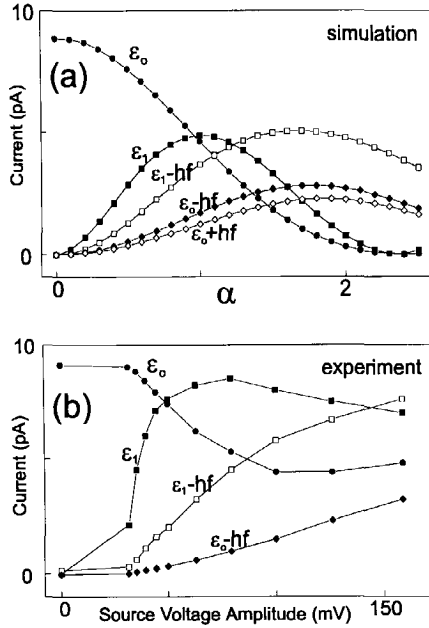 10
simulation
(a)
ε₀
Current (pA)
ε₁
ε₁-hf
ε₀-hf
ε₀+hf
0
0
α
2
10
experiment
(b)
ε₀
Current (pA)
ε₁
ε₁-hf
ε₀-hf
0
0
150
Source Voltage Amplitude (mV)